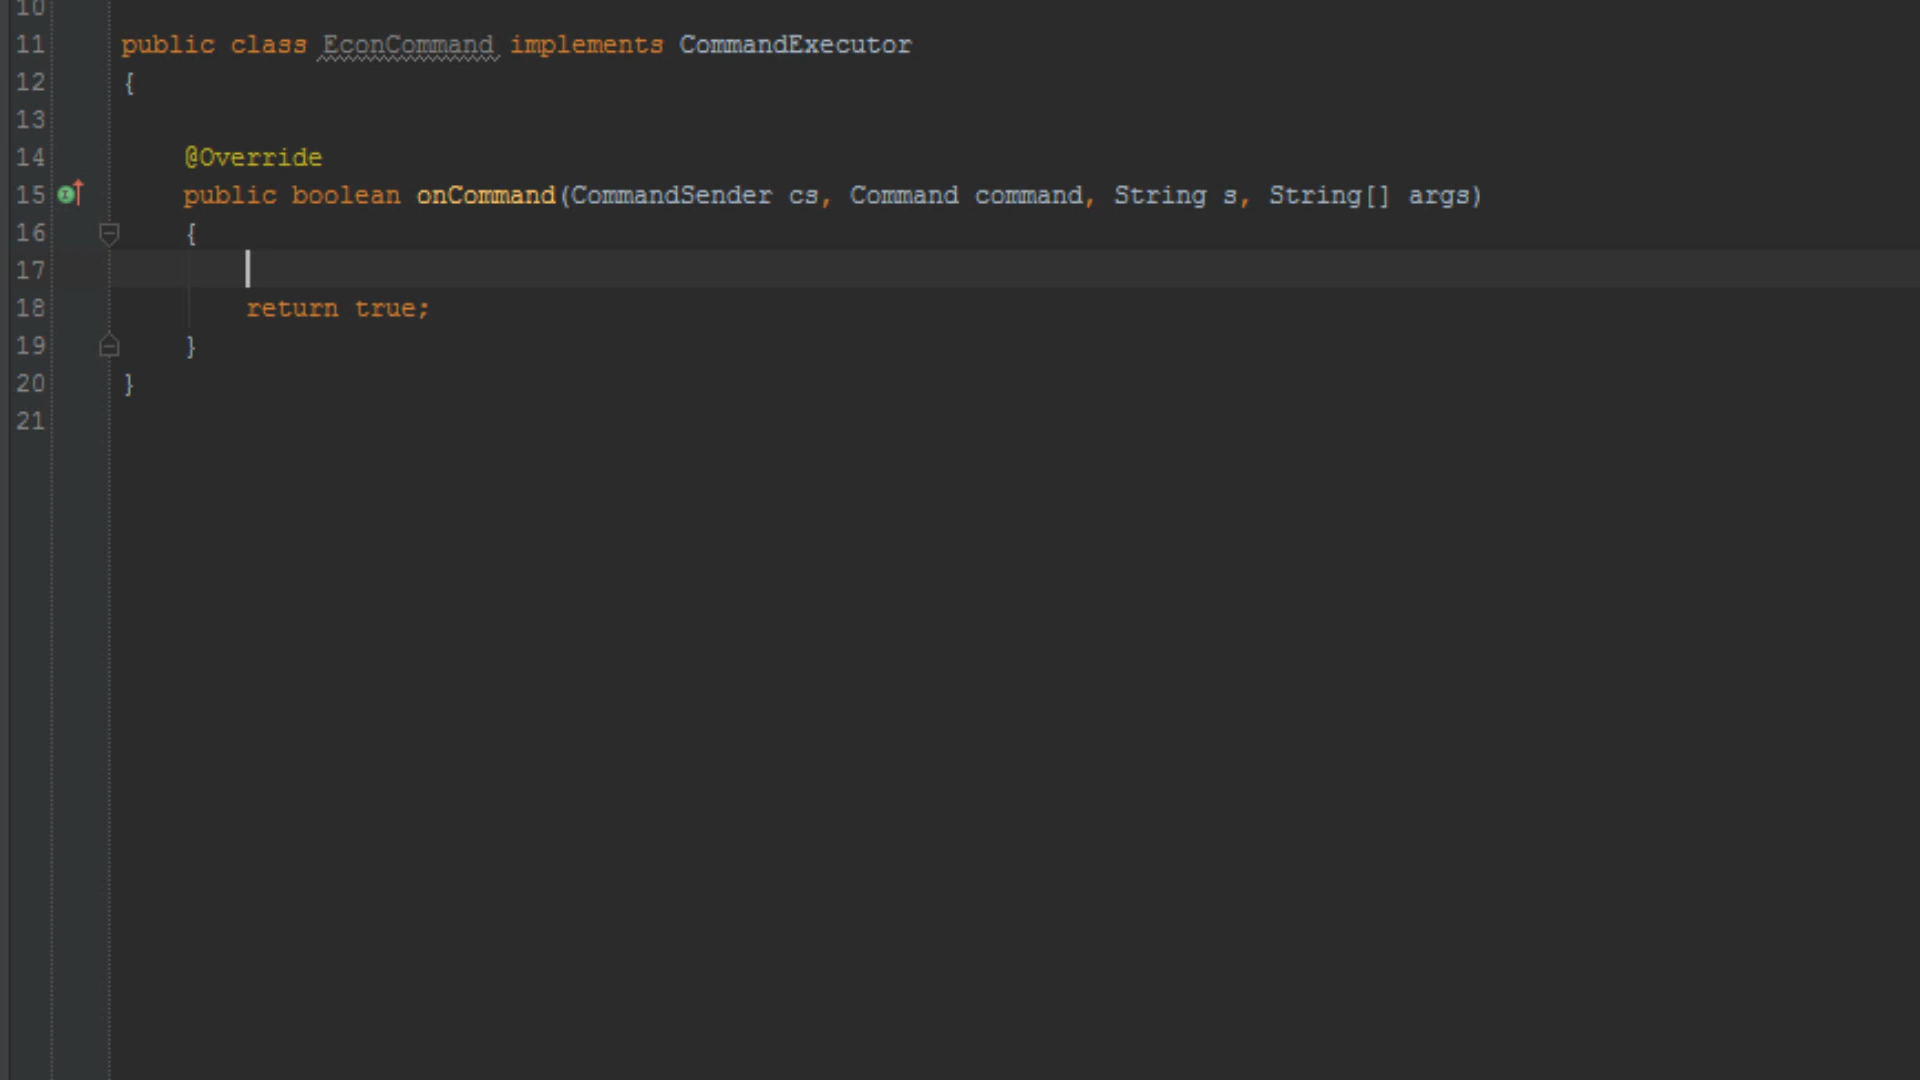 10
11 public class EconCommand implements CommandExecutor
12 {
13
14 @Override
15 public boolean onCommand(CommandSender cs, Command command, String s, String[] args)
16 {
17
18 return true;
19 }
20 }
21